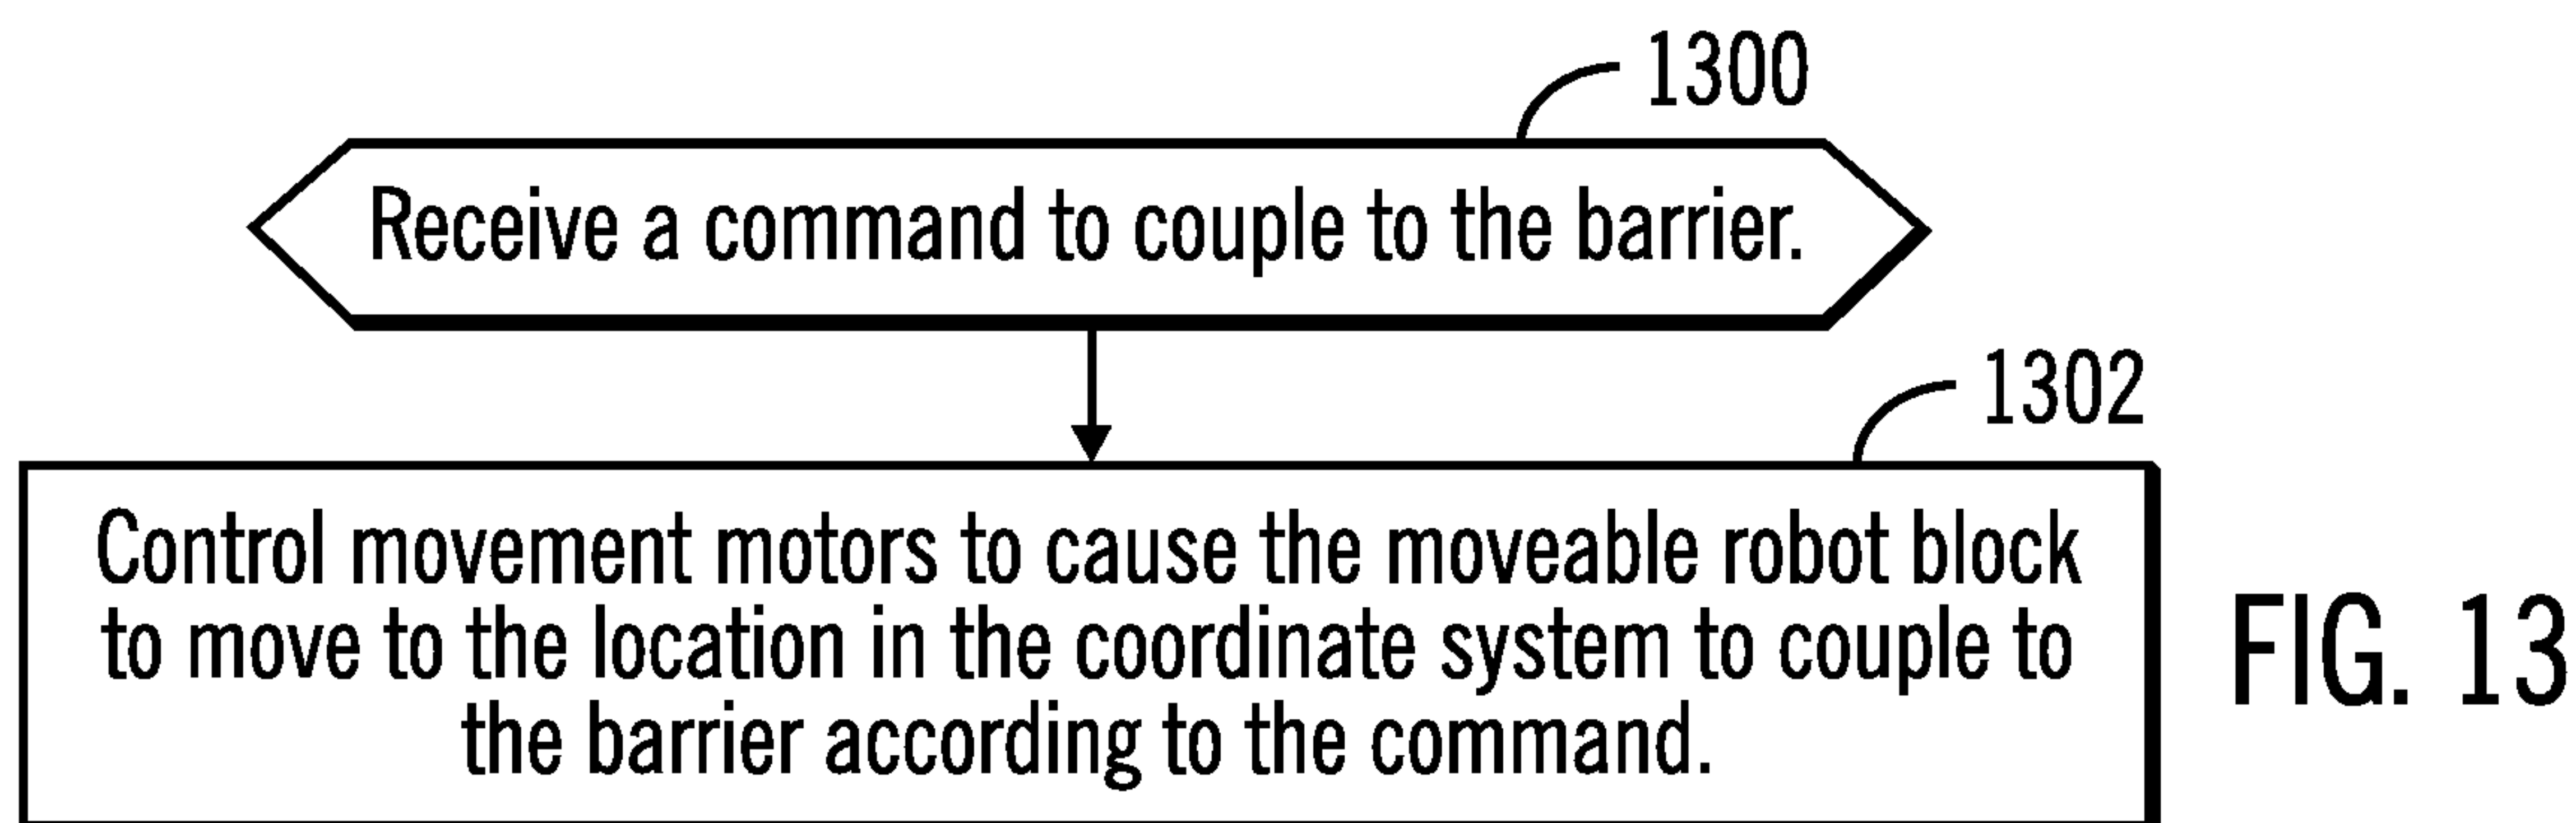 1300
Receive a command to couple to the barrier.
1302
Control movement motors to cause the moveable robot block
to move to the location in the coordinate system to couple to
the barrier according to the command.
FIG. 13